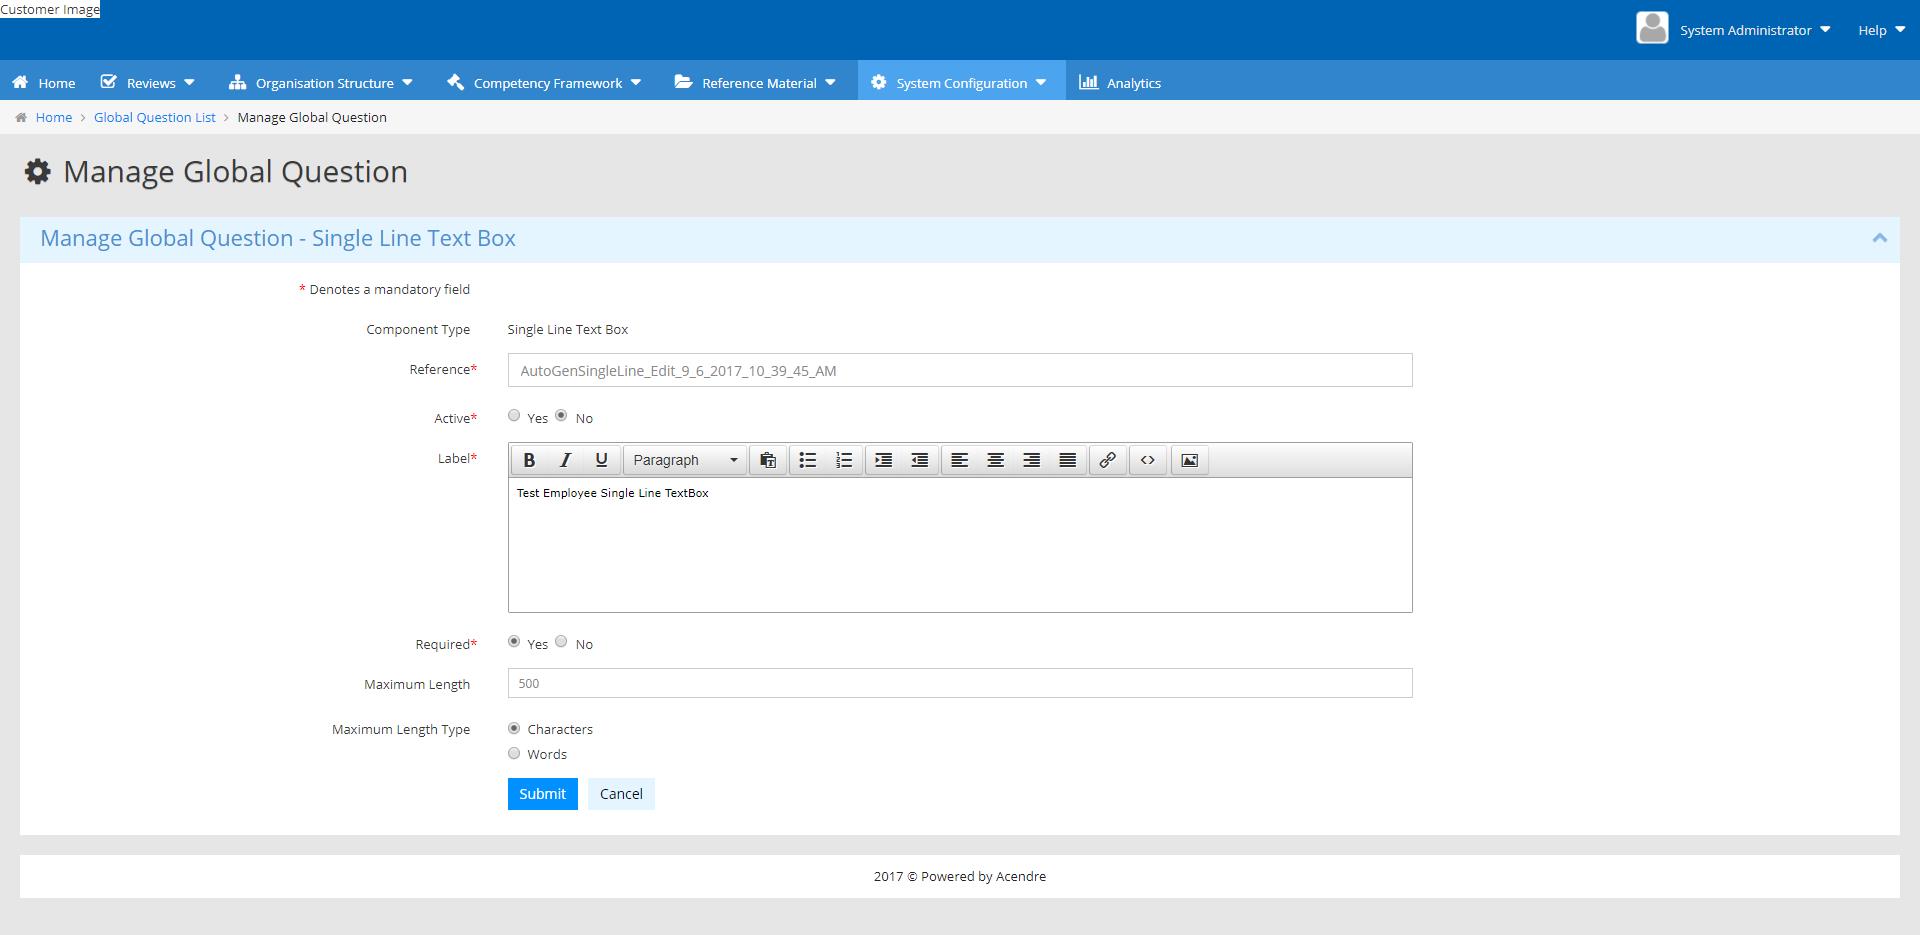 Customer Image
System Administrator Help
Home Reviews Organisation Structure Competency Framework Reference Material System Configuration Analytics
Home > Global Question List > Manage Global Question
Manage Global Question
Manage Global Question - Single Line Text Box
* Denotes a mandatory field
Component Type Single Line Text Box
Reference* AutoGenSingleLine_Edit_9_6_2017_10_39_45_AM
Active* Yes No
Label* B I U Paragraph
Test Employee Single Line TextBox
Required* Yes No
Maximum Length 500
Maximum Length Type Characters
Words
Submit Cancel
2017 © Powered by Acendre